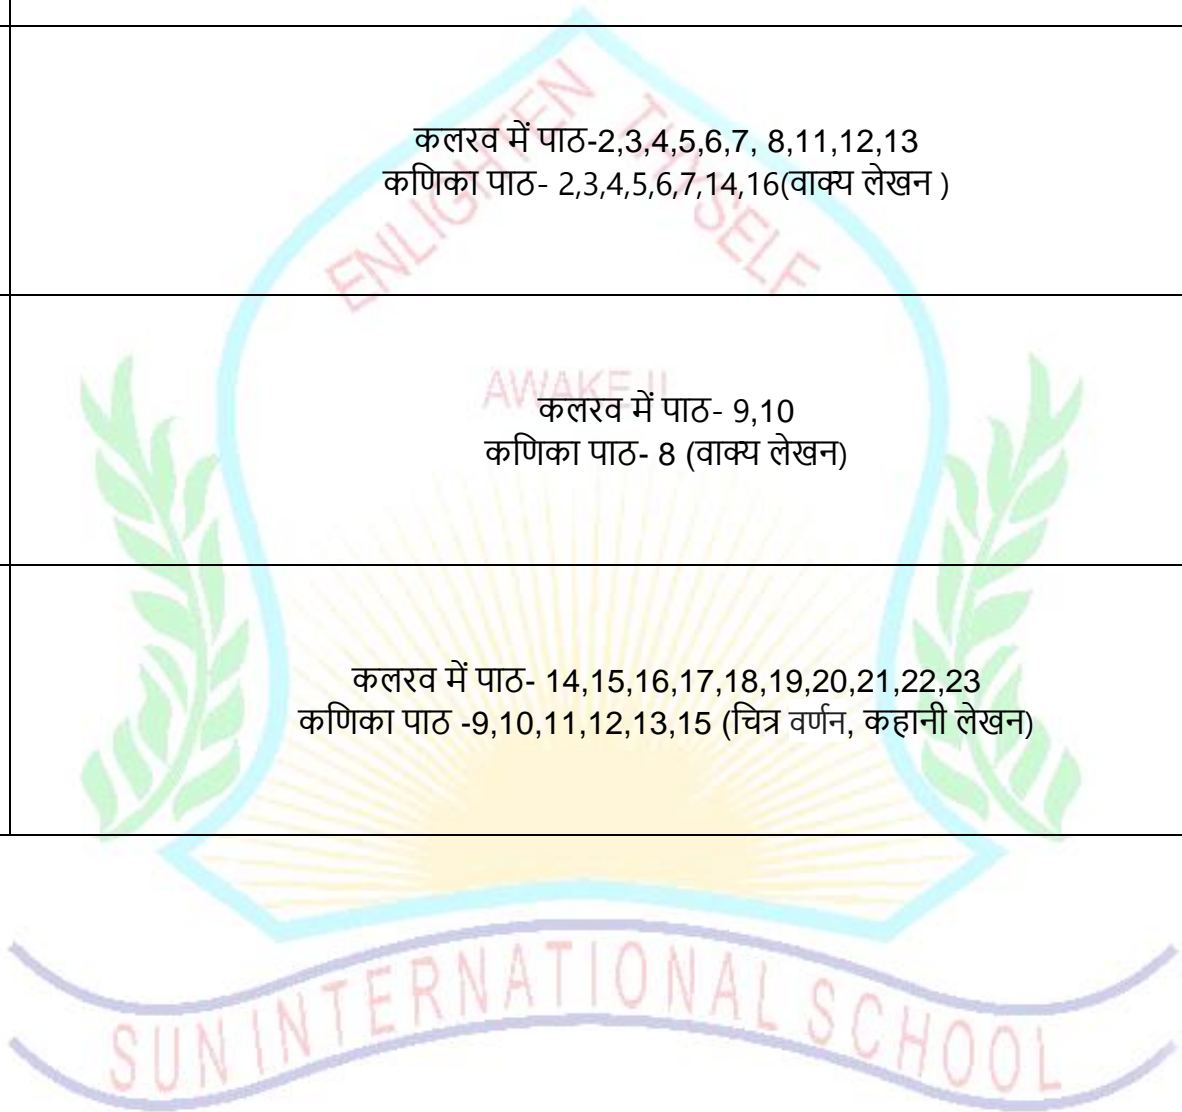 ENLIGHTEN THYSELF
कलरव में पाठ-2,3,4,5,6,7, 8,11,12,13
कणिका पाठ- 2,3,4,5,6,7,14,16(वाक्य लेखन )
AWAKE !!
कलरव में पाठ- 9,10
कणिका पाठ- 8 (वाक्य लेखन)
कलरव में पाठ- 14,15,16,17,18,19,20,21,22,23
कणिका पाठ -9,10,11,12,13,15 (चित्र वर्णन, कहानी लेखन)
SUN INTERNATIONAL SCHOOL